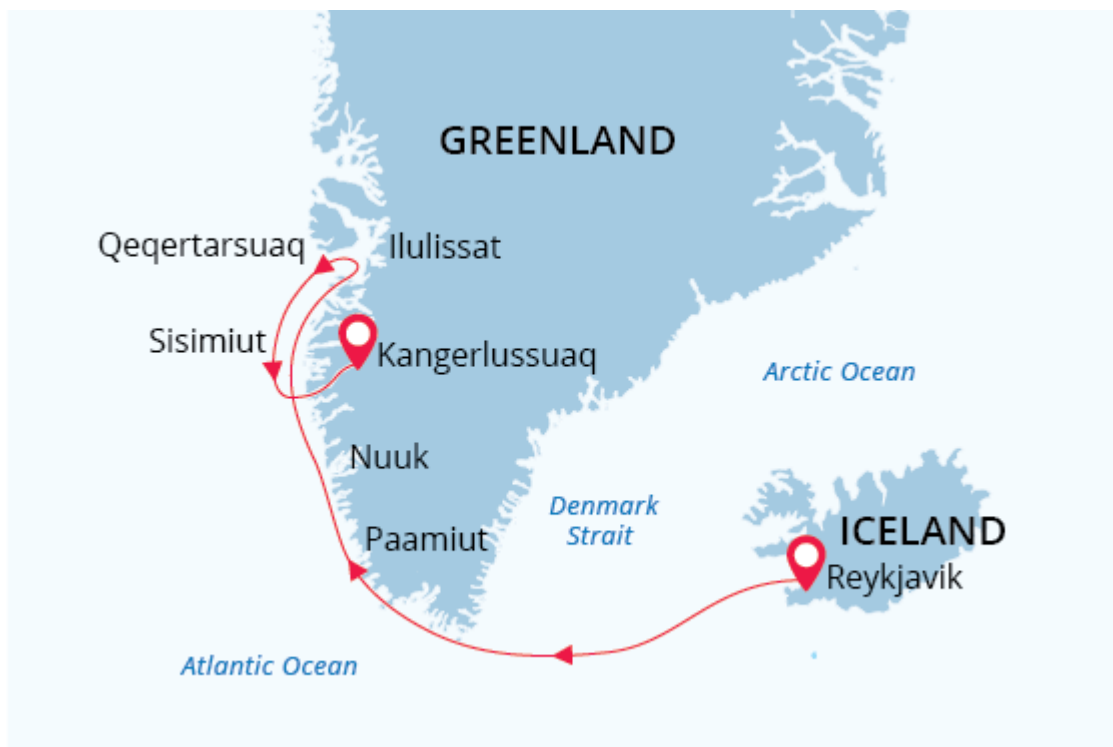 GREENLAND
Qeqertarsuaq
Ilulissat
Sisimiut
Kangerlussuaq
Arctic Ocean
Nuuk
Denmark
Strait
Paamiut
ICELAND
Reykjavik
Atlantic Ocean